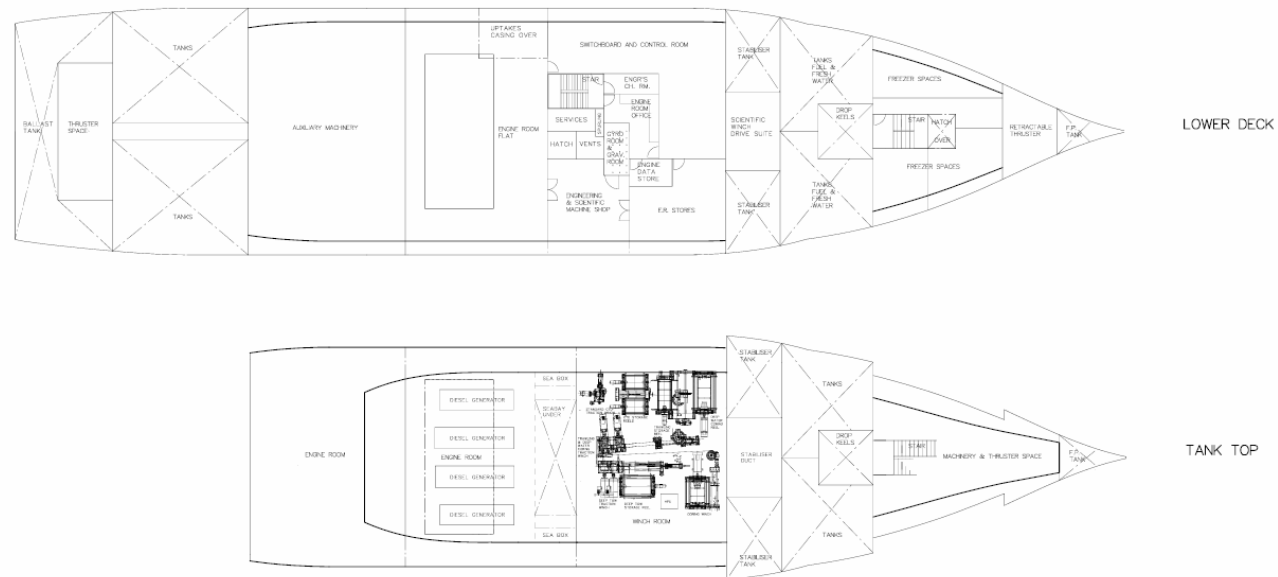 UPTAKES
CASING OVER
SWITCHBOARD AND CONTROL ROOM
TANKS
STABILISER
TANK
TANKS
FUEL &
FRESH
WATER
FREEZER SPACES
STAIR
ENGR'S
CH. RM.
ENGINE
ROOM
OFFICE
DROP
KEELS
STAIR
HATCH
OVER
BALLAST
TANK
THRUSTER
SPACE
AUXILIARY MACHINERY
ENGINE ROOM
FLAT
SERVICES
GYRO
ROOM
& GRAV.
ROOM
SCIENTIFIC
WINCH
DRIVE SUITE
RETRACTABLE
THRUSTER
F.P.
TANK
LOWER DECK
HATCH
VENTS
ENGINE
DATA
STORE
FREEZER SPACES
TANKS
ENGINEERING
& SCIENTIFIC
MACHINE SHOP
E.R. STORES
STABILISER
TANK
TANKS
FUEL &
FRESH
WATER
STABILISER
TANK
SEA BOX
TANKS
DIESEL GENERATOR
SEABAY
UNDER
DIESEL GENERATOR
DROP
KEELS
STAIR
ENGINE ROOM
ENGINE ROOM
STABILISER
DUCT
MACHINERY & THRUSTER SPACE
F.P.
TANK
TANK TOP
DIESEL GENERATOR
DIESEL GENERATOR
WINCH ROOM
SEA BOX
TANKS
STABILISER
TANK